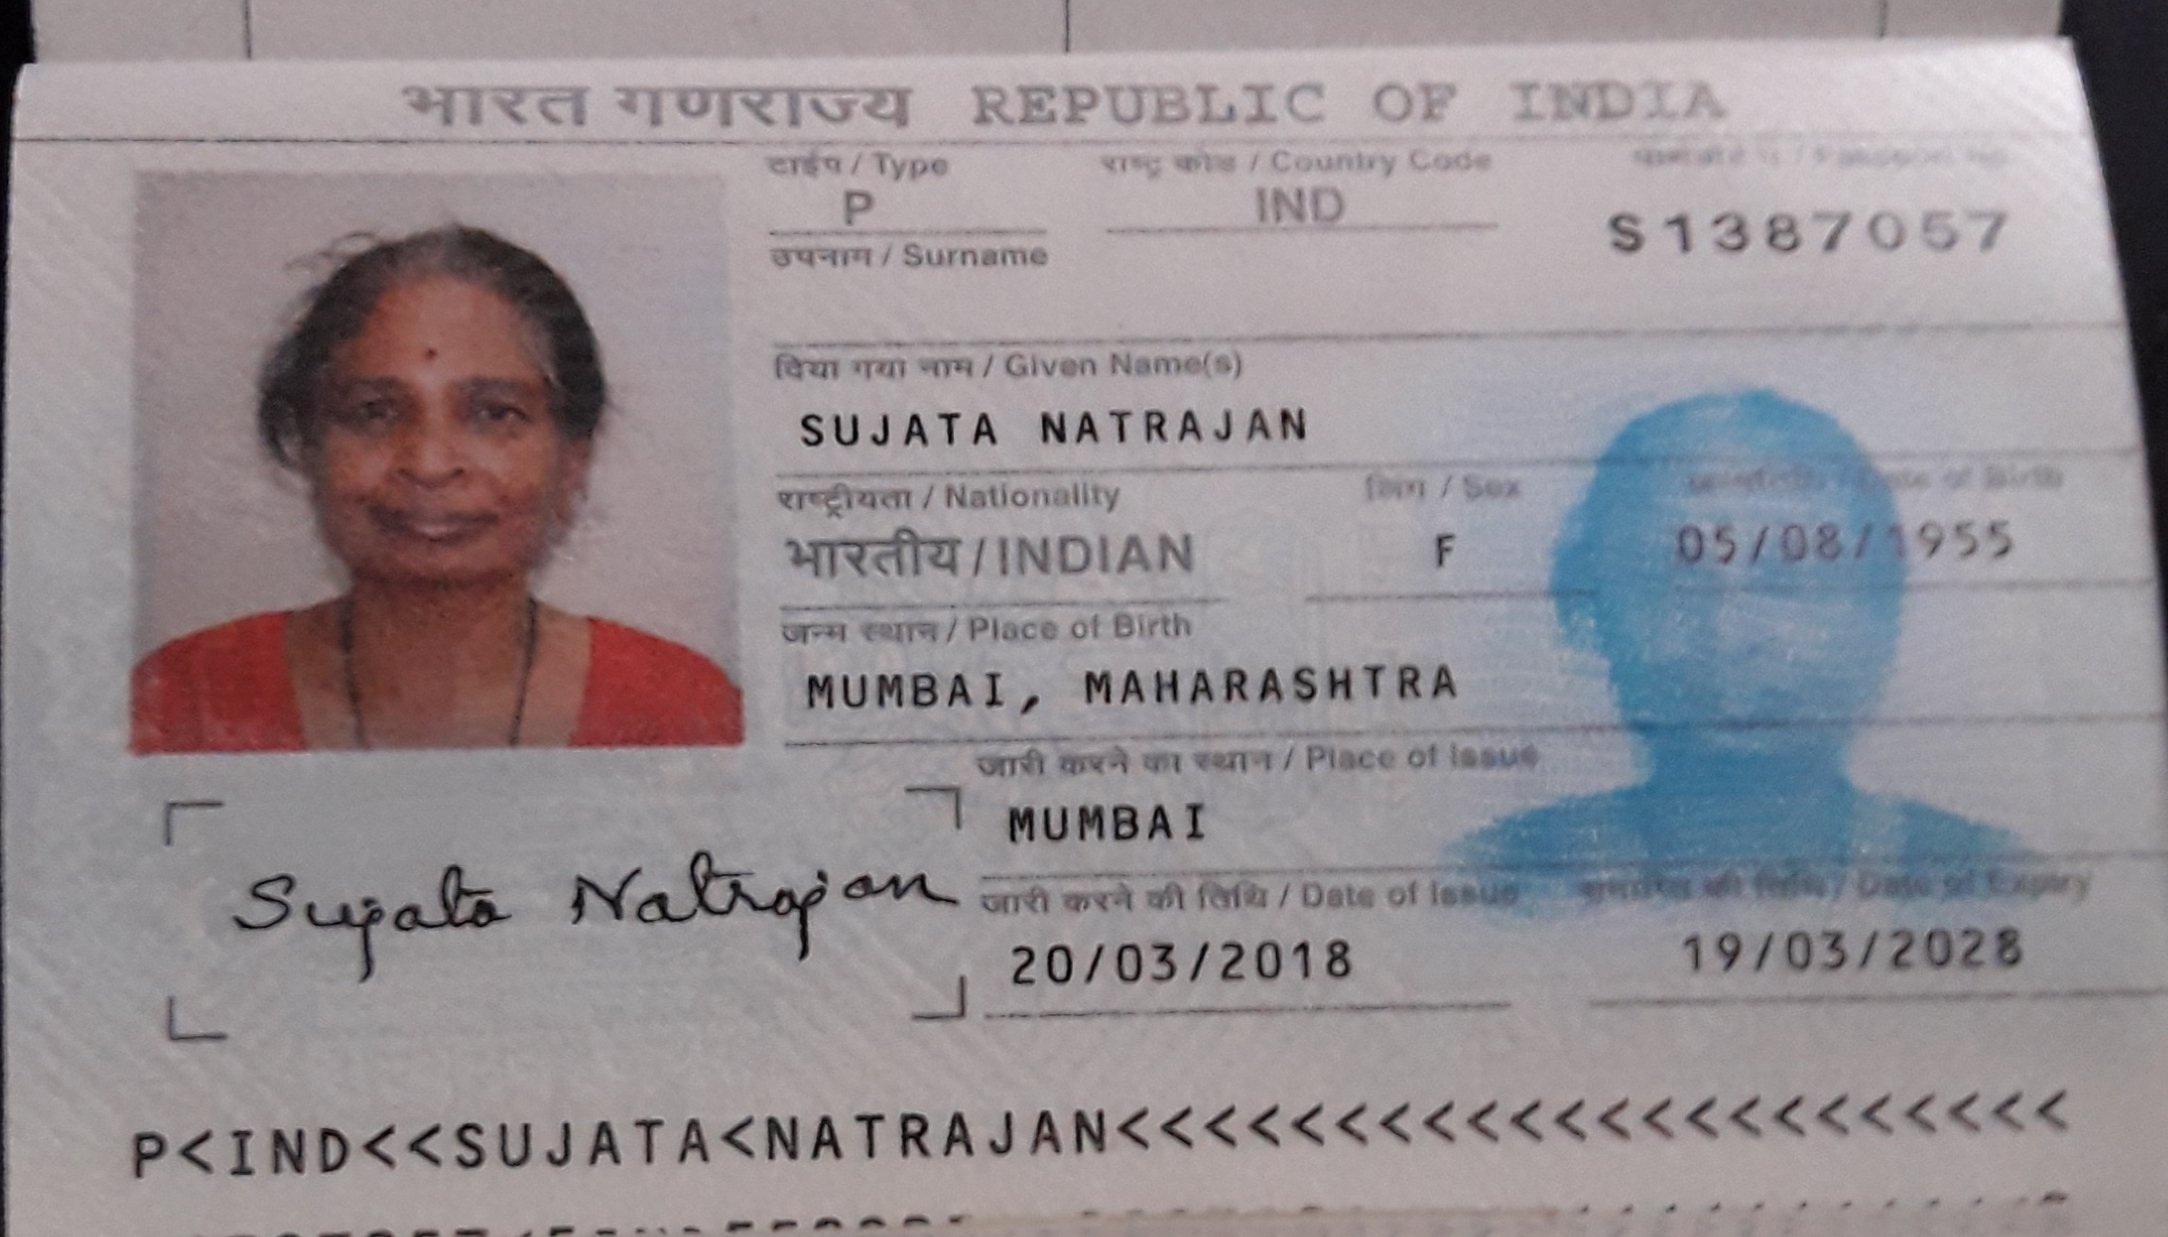 भारत गणराज्य REPUBLIC OF INDIA
टाईप / Type
राष्ट्र कोड / Country Code
पासपोर्ट नं / Passport No
P
IND
S1387057
उपनाम / Surname
दिया गया नाम / Given Name(s)
SUJATA NATRAJAN
राष्ट्रीयता / Nationality
लिंग / Sex
जन्मतिथि / Date of Birth
भारतीय / INDIAN
F
05/08/1955
जन्म स्थान / Place of Birth
MUMBAI, MAHARASHTRA
जारी करने का स्थान / Place of Issue
MUMBAI
Sujata Natrajan
जारी करने की तिथि / Date of Issue
समाप्ति की तिथि / Date of Expiry
20/03/2018
19/03/2028
P<IND<<SUJATA<NATRAJAN<<<<<<<<<<<<<<<<<<<<<<